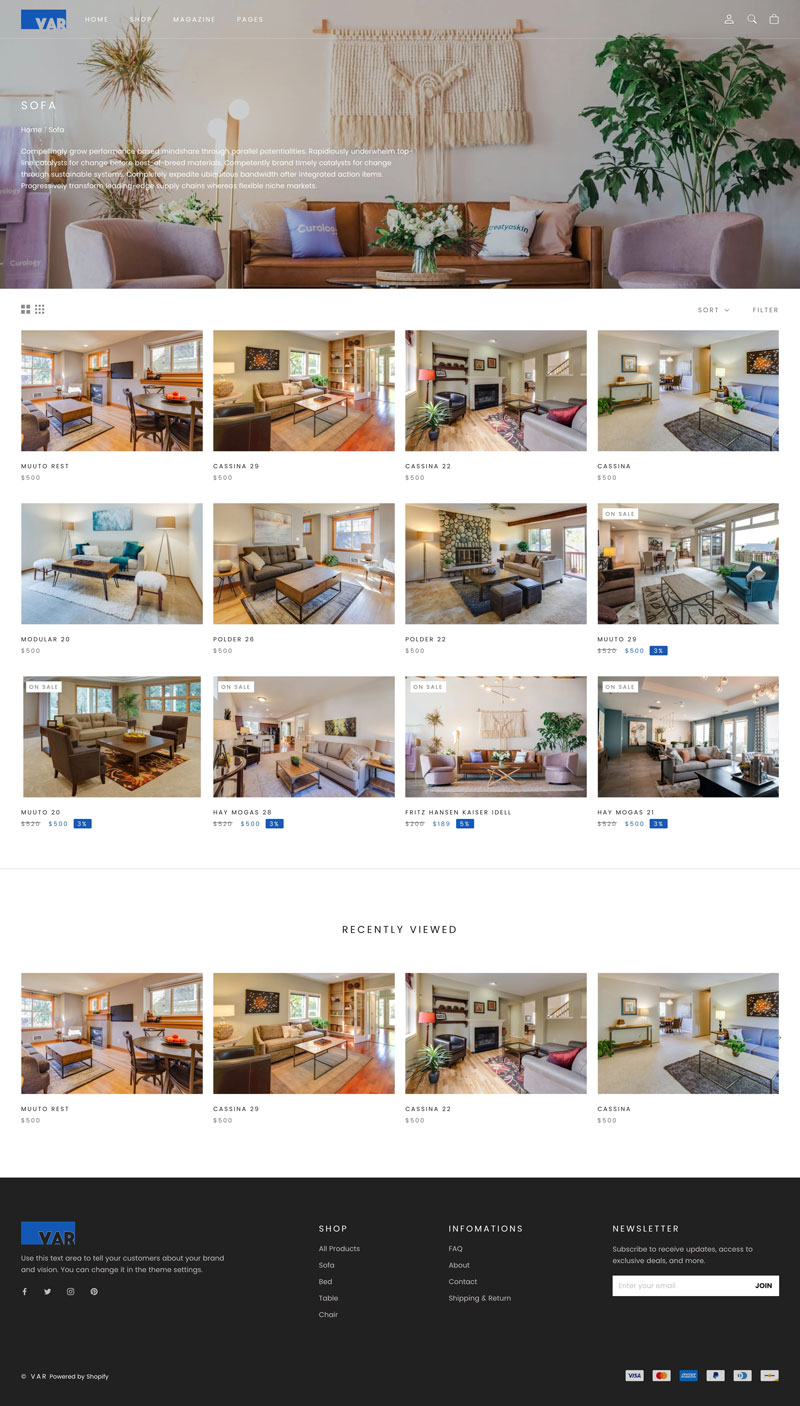 VAR
HOME SHOP MAGAZINE PAGES
SOFA
Home / Sofa
Compellingly grow performance based mindshare through parallel potentialities. Rapidiously underwhelm top-
line catalysts for change before best-of-breed materials. Competently brand timely catalysts for change
through sustainable systems. Completely expedite ubiquitous bandwidth after integrated action items.
Progressively transform leading-edge supply chains whereas flexible niche markets.
Curology
treatyoskin
SORT FILTER
MUUTO REST
$500
CASSINA 29
$500
CASSINA 22
$500
CASSINA
$500
MODULAR 20
$500
POLDER 26
$500
POLDER 22
$500
ON SALE
MUUTO 29
$520 $500 3%
ON SALE
MUUTO 20
$520 $500 3%
ON SALE
HAY MOGAS 28
$520 $500 3%
ON SALE
FRITZ HANSEN KAISER IDELL
$200 $189 5%
ON SALE
HAY MOGAS 21
$520 $500 3%
RECENTLY VIEWED
MUUTO REST
$500
CASSINA 29
$500
CASSINA 22
$500
CASSINA
$500
VAR
Use this text area to tell your customers about your brand
and vision. You can change it in the theme settings.
SHOP
All Products
Sofa
Bed
Table
Chair
INFOMATIONS
FAQ
About
Contact
Shipping & Return
NEWSLETTER
Subscribe to receive updates, access to
exclusive deals, and more.
Enter your email JOIN
© VAR Powered by Shopify
VISA